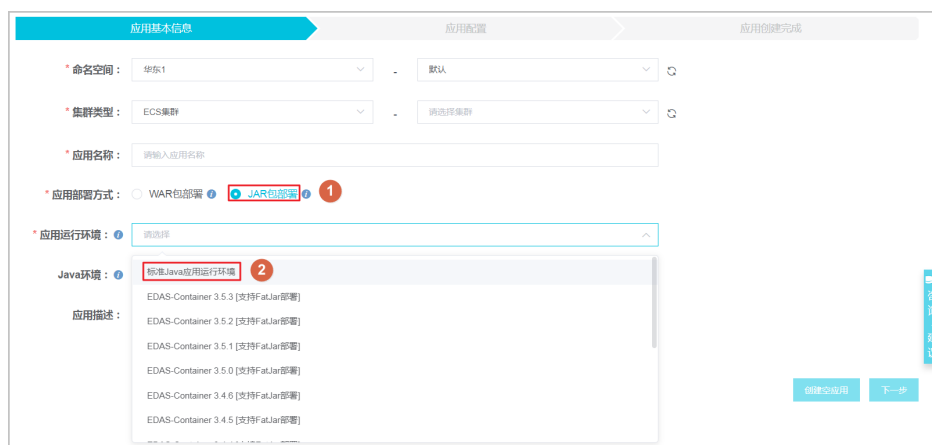 应用基本信息 应用配置 应用创建完成
* 命名空间： 华东1 - 默认
* 集群类型： ECS集群 - 请选择集群
* 应用名称： 请输入应用名称
* 应用部署方式： WAR包部署 JAR包部署 1
* 应用运行环境： 请选择
Java环境： 标准Java应用运行环境 2
EDAS-Container 3.5.3 [支持FatJar部署]
应用描述： EDAS-Container 3.5.2 [支持FatJar部署]
EDAS-Container 3.5.1 [支持FatJar部署]
EDAS-Container 3.5.0 [支持FatJar部署]
EDAS-Container 3.4.6 [支持FatJar部署]
创建空应用 下一步
EDAS-Container 3.4.5 [支持FatJar部署]